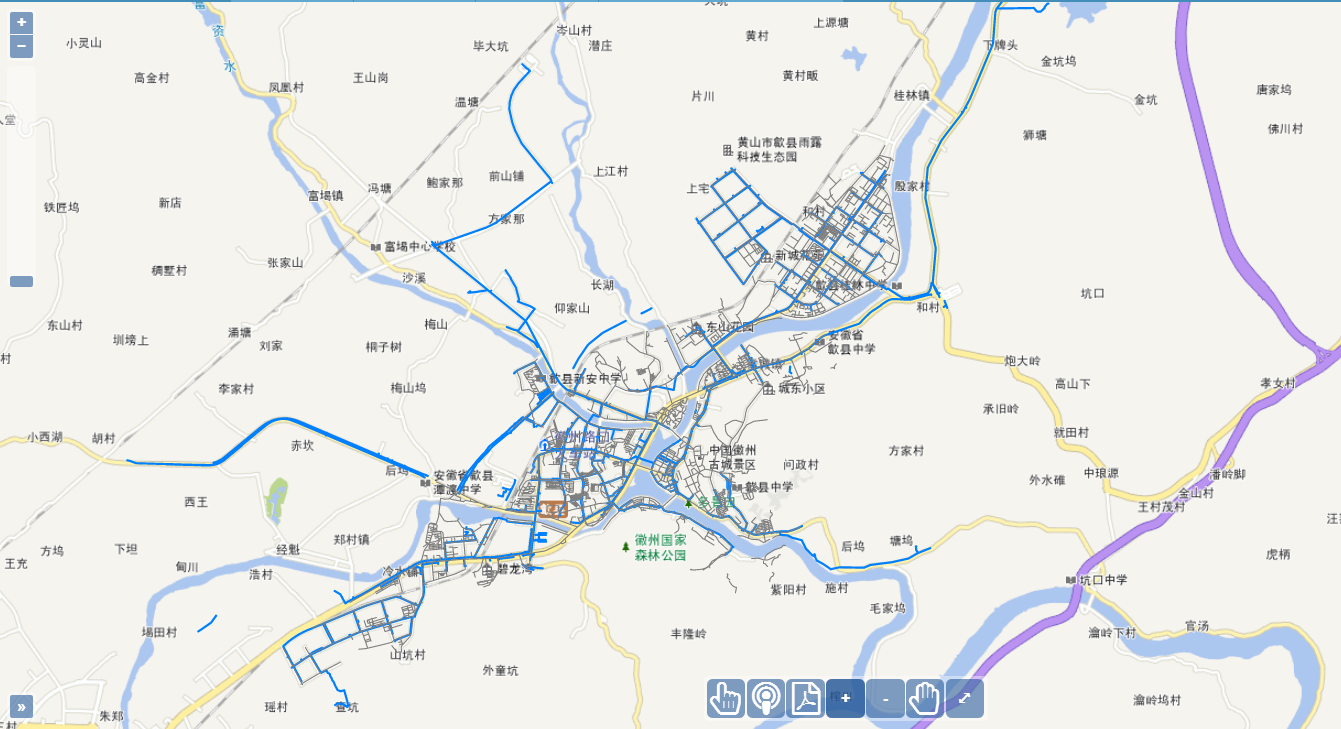 +
−
富
资
水
小灵山
毕大坑
岑山村
潜庄
大坑
上源塘
黄村
下牌头
高金村
凤凰村
王山岗
温塘
黄村畈
片川
桂林镇
金坑坞
金坑
唐家坞
佛川村
狮塘
黄山市歙县雨露
科技生态园
上江村
前山铺
鲍家那
冯塘
富堨镇
上宅
殷家村
铁匠坞
新店
方家那
和村
富堨中心学校
张家山
稠墅村
沙溪
新城花苑
歙县桂林中学
长湖
仰家山
坑口
和村
东山村
圳塝上
涌塘
刘家
梅山
桐子树
东山花园
安徽省
歙县中学
炮大岭
村
李家村
梅山坞
歙县新安中学
城东小区
高山下
孝女村
承旧岭
就田村
小西湖
胡村
赤坎
后坞
安徽省歙县
潭渡中学
中国徽州
古城景区
问政村
方家村
外水碓
中琅源
潘岭脚
金山村
王村茂村
歙县中学
西王
方坞
下坦
经魁
郑村镇
徽州国家
森林公园
后坞
塘坞
虎栖
王充
甸川
浩村
冷水铺
碧龙湾
紫阳村
施村
坑口中学
毛家坞
官汤
瀹岭下村
堨田村
丰隆岭
山坑村
外童坑
瀹岭坞村
瑶村
查坑
朱郑
»
+
-